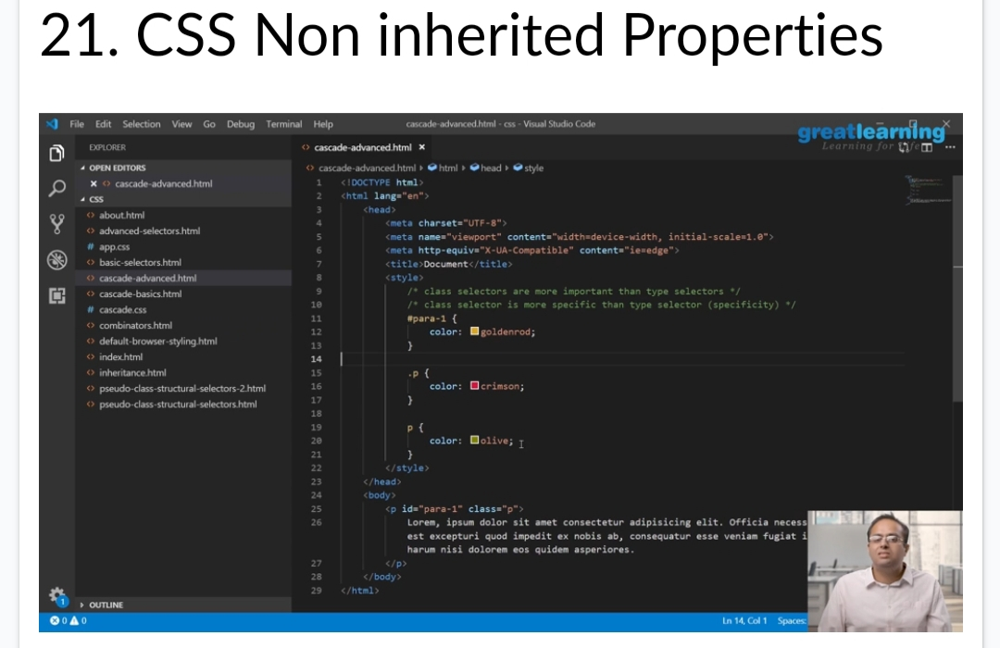 21. CSS Non inherited Properties
File Edit Selection View Go Debug Terminal Help
cascade-advanced.html - css - Visual Studio Code
greatlearning
Learning for life
EXPLORER
OPEN EDITORS
cascade-advanced.html
CSS
about.html
advanced-selectors.html
# app.css
basic-selectors.html
cascade-advanced.html
cascade-basics.html
# cascade.css
combinators.html
default-browser-styling.html
index.html
inheritance.html
pseudo-class-structural-selectors-2.html
pseudo-class-structural-selectors.html
OUTLINE
cascade-advanced.html
cascade-advanced.html html head style
1 <!DOCTYPE html>
2 <html lang="en">
3 <head>
4 <meta charset="UTF-8">
5 <meta name="viewport" content="width=device-width, initial-scale=1.0">
6 <meta http-equiv="X-UA-Compatible" content="ie=edge">
7 <title>Document</title>
8 <style>
9 /* class selectors are more important than type selectors */
10 /* class selector is more specific than type selector (specificity) */
11 #para-1 {
12 color: goldenrod;
13 }
14
15 .p {
16 color: crimson;
17 }
18
19 p {
20 color: olive;
21 }
22 </style>
23 </head>
24 <body>
25 <p id="para-1" class="p">
26 Lorem, ipsum dolor sit amet consectetur adipisicing elit. Officia necess
est excepturi quod impedit ex nobis ab, consequatur esse veniam fugiat i
harum nisi dolorem eos quidem asperiores.
27 </p>
28 </body>
29 </html>
1
0 0
Ln 14, Col 1 Spaces: